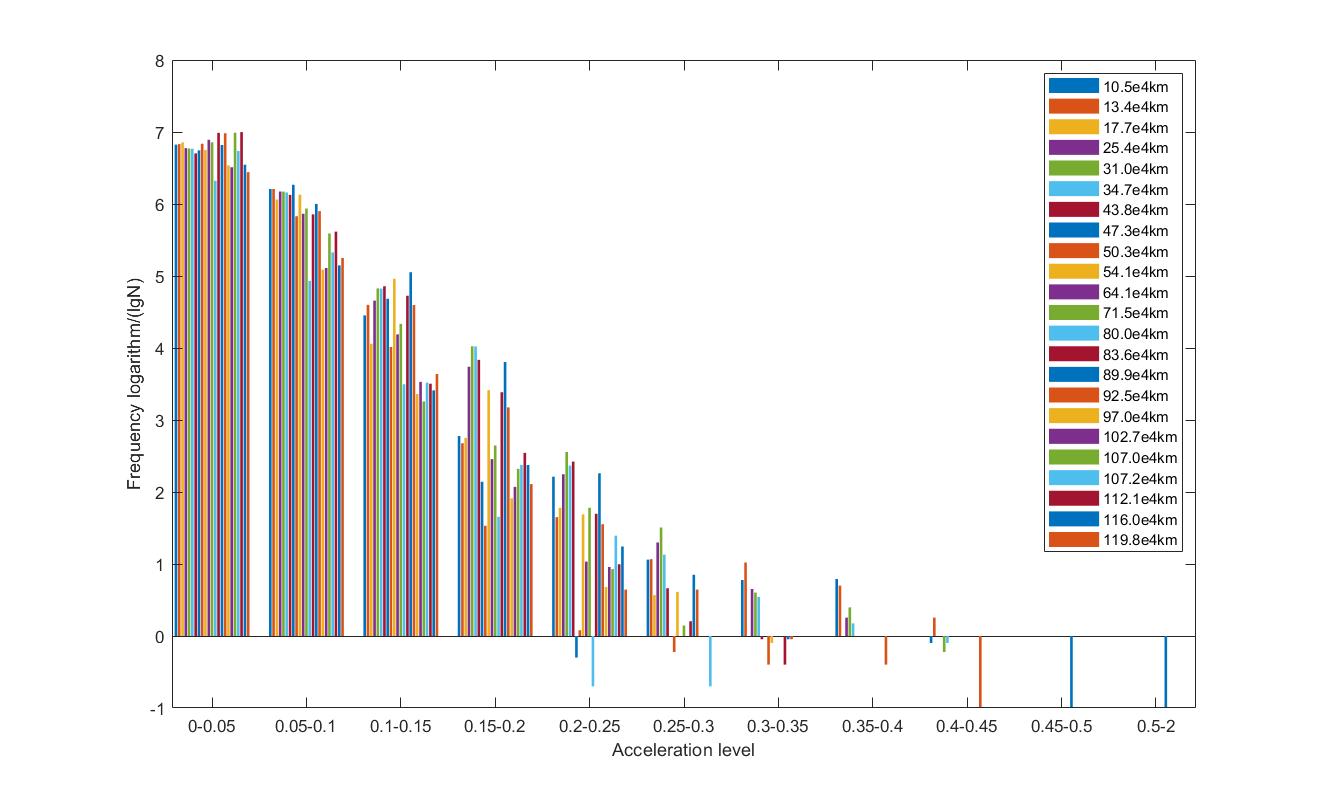 8
7
6
5
4
3
2
1
0
-1
Frequency logarithm/(lgN)
0-0.05 0.05-0.1 0.1-0.15 0.15-0.2 0.2-0.25 0.25-0.3 0.3-0.35 0.35-0.4 0.4-0.45 0.45-0.5 0.5-2
Acceleration level
10.5e4km
13.4e4km
17.7e4km
25.4e4km
31.0e4km
34.7e4km
43.8e4km
47.3e4km
50.3e4km
54.1e4km
64.1e4km
71.5e4km
80.0e4km
83.6e4km
89.9e4km
92.5e4km
97.0e4km
102.7e4km
107.0e4km
107.2e4km
112.1e4km
116.0e4km
119.8e4km